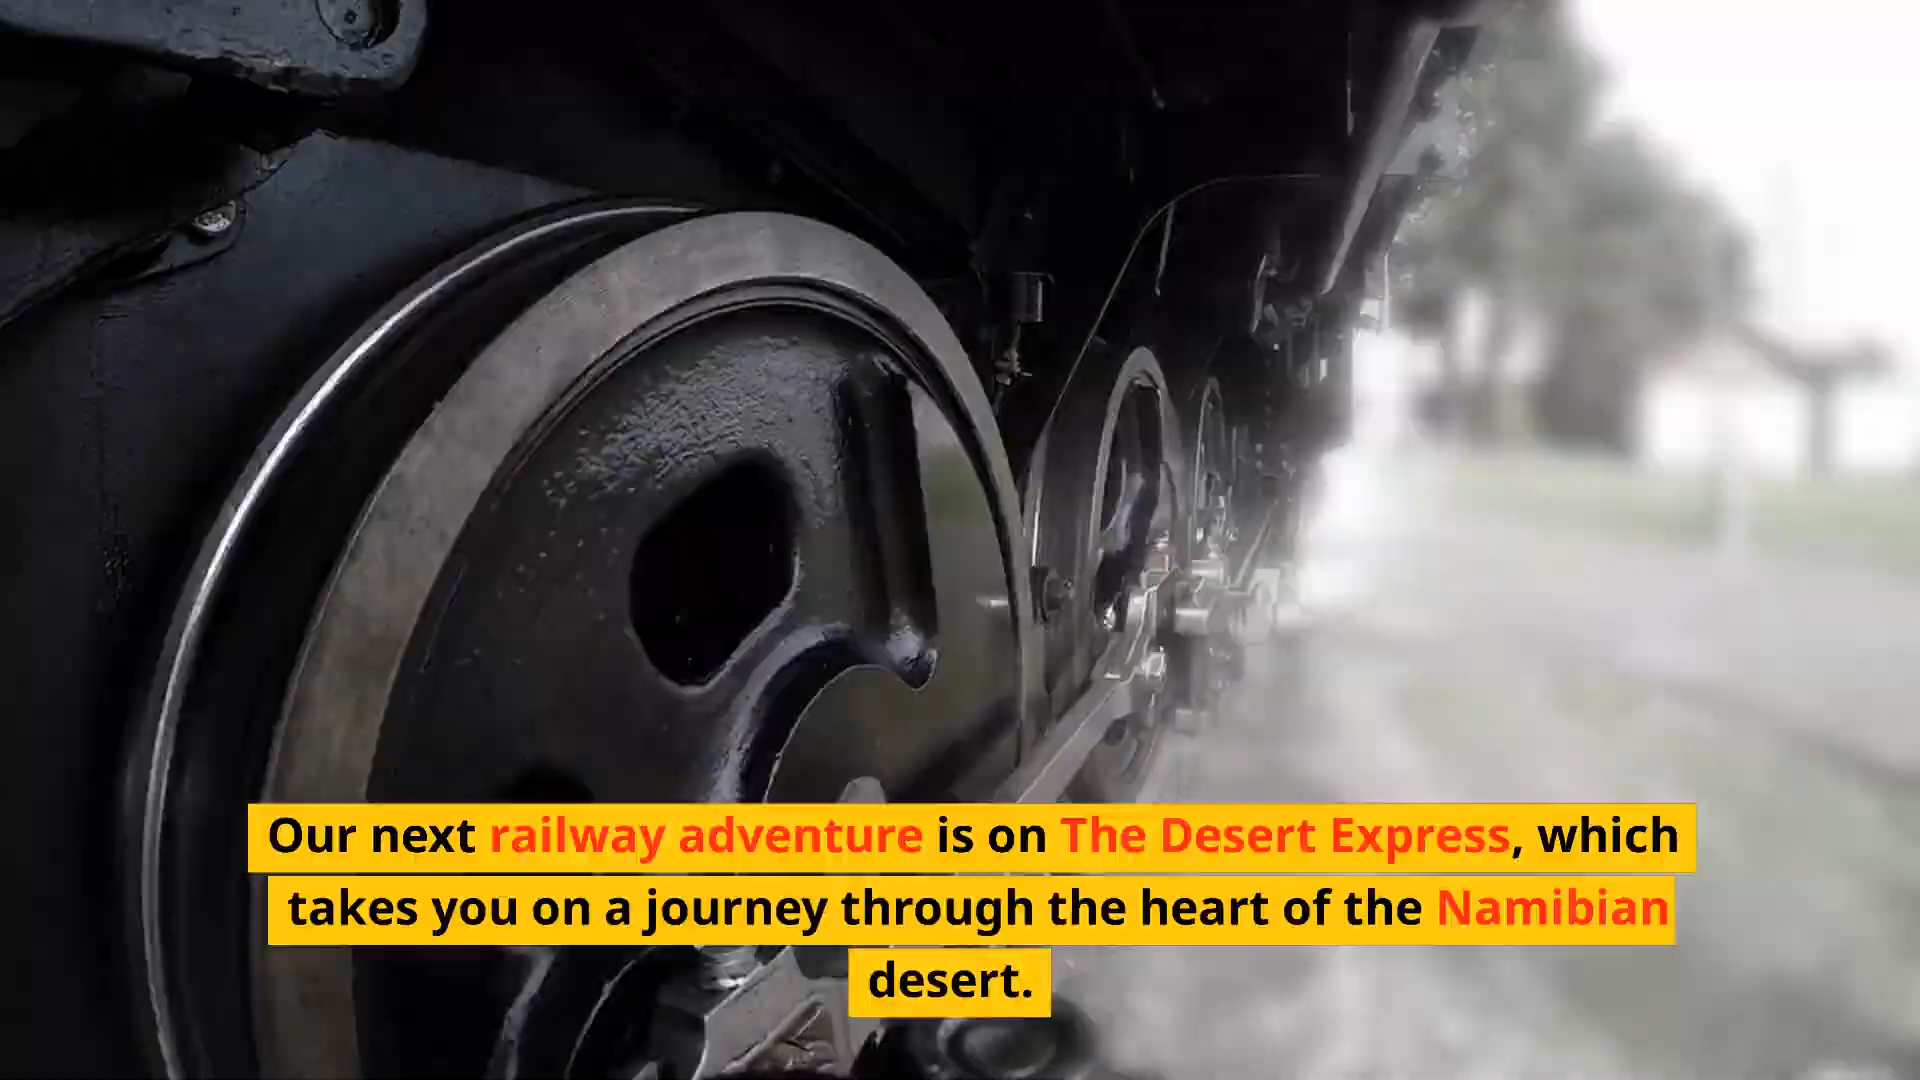 Our next railway adventure is on The Desert Express, which
takes you on a journey through the heart of the Namibian
desert.